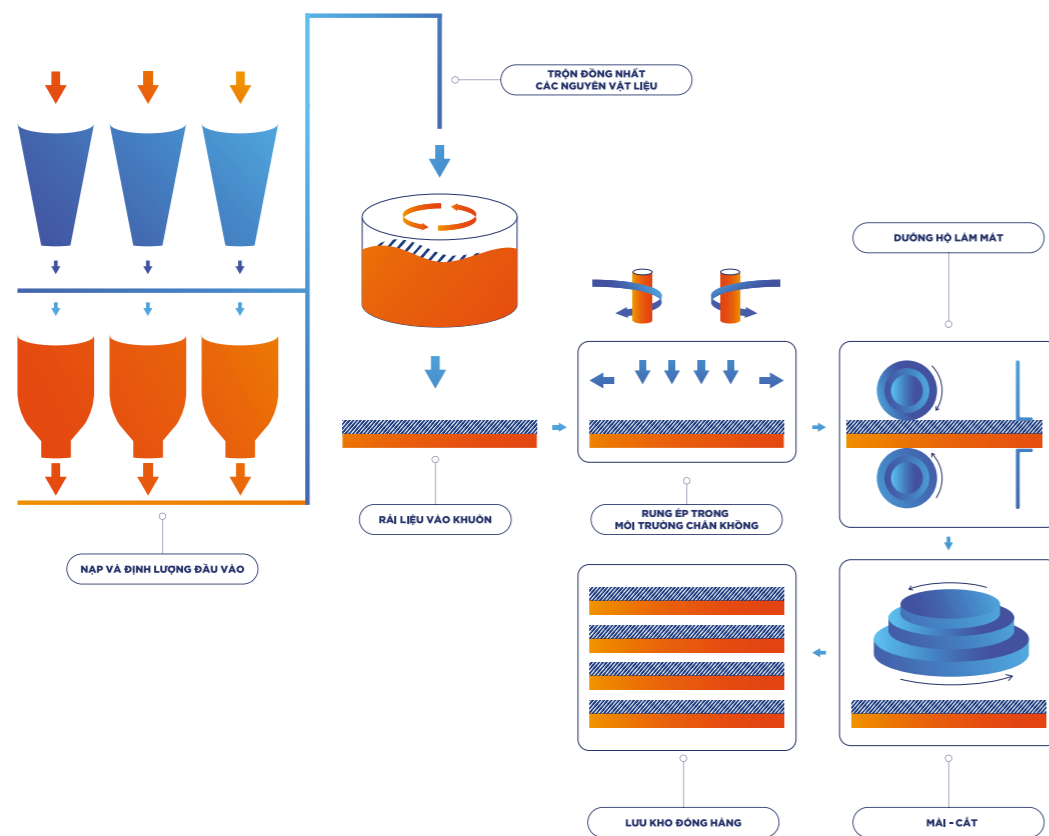 TRỘN ĐỒNG NHẤT
CÁC NGUYÊN VẬT LIỆU
DƯỠNG HỘ LÀM MÁT
RẢI LIỆU VÀO KHUÔN
RUNG ÉP TRONG
MÔI TRƯỜNG CHÂN KHÔNG
NẠP VÀ ĐỊNH LƯỢNG ĐẦU VÀO
LƯU KHO ĐÓNG HÀNG
MÀI - CẮT